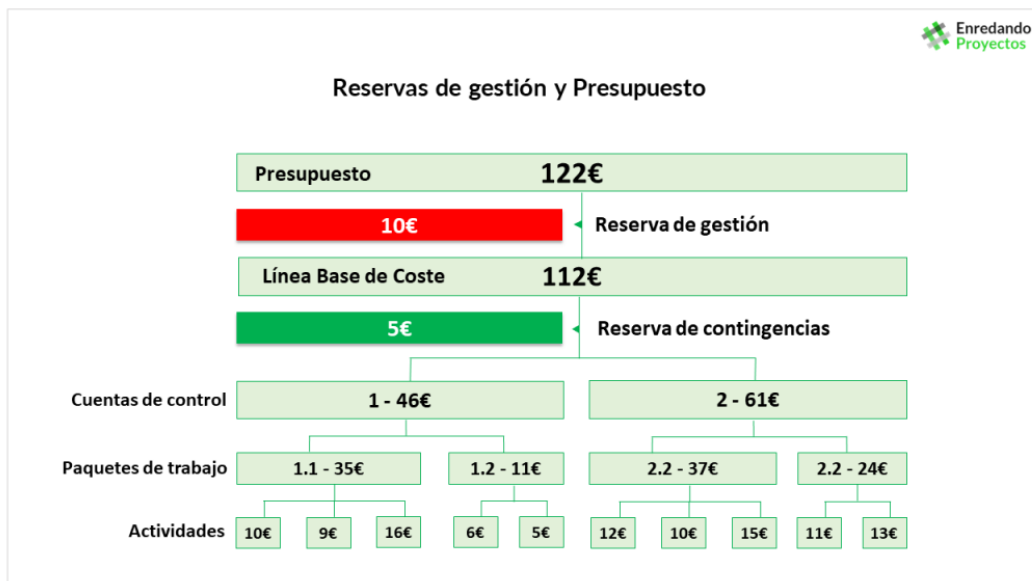 Enredando
Proyectos
Reservas de gestión y Presupuesto
Presupuesto 122€
10€ Reserva de gestión
Línea Base de Coste 112€
5€ Reserva de contingencias
Cuentas de control 1 - 46€ 2 - 61€
Paquetes de trabajo 1.1 - 35€ 1.2 - 11€ 2.2 - 37€ 2.2 - 24€
Actividades 10€ 9€ 16€ 6€ 5€ 12€ 10€ 15€ 11€ 13€